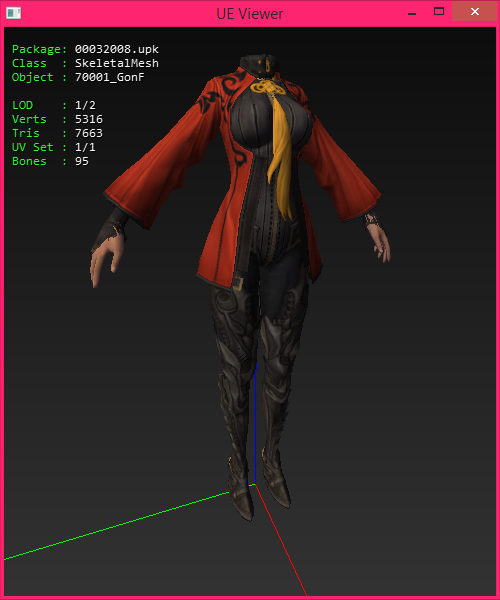 UE Viewer
Package: 00032008.upk
Class : SkeletalMesh
Object : 70001_GonF
LOD : 1/2
Verts : 5316
Tris : 7663
UV Set : 1/1
Bones : 95